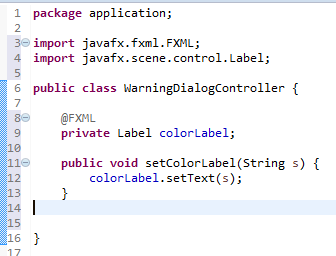 1 package application;
2
3 import javafx.fxml.FXML;
4 import javafx.scene.control.Label;
5
6 public class WarningDialogController {
7
8     @FXML
9     private Label colorLabel;
10
11     public void setColorLabel(String s) {
12         colorLabel.setText(s);
13     }
14
15
16 }
17